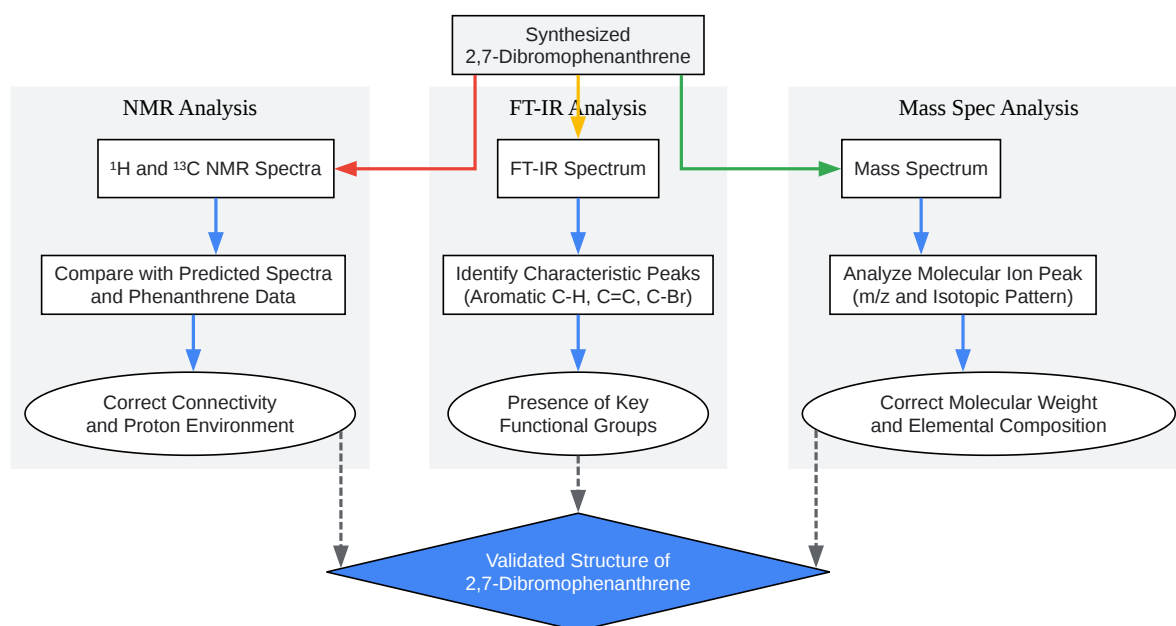 Synthesized
2,7-Dibromophenanthrene
NMR Analysis
FT-IR Analysis
Mass Spec Analysis
¹H and ¹³C NMR Spectra
FT-IR Spectrum
Mass Spectrum
Compare with Predicted Spectra
and Phenanthrene Data
Identify Characteristic Peaks
(Aromatic C-H, C=C, C-Br)
Analyze Molecular Ion Peak
(m/z and Isotopic Pattern)
Correct Connectivity
and Proton Environment
Presence of Key
Functional Groups
Correct Molecular Weight
and Elemental Composition
Validated Structure of
2,7-Dibromophenanthrene